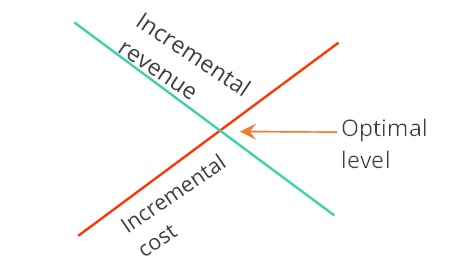 Incremental
revenue
Optimal
level
Incremental
cost